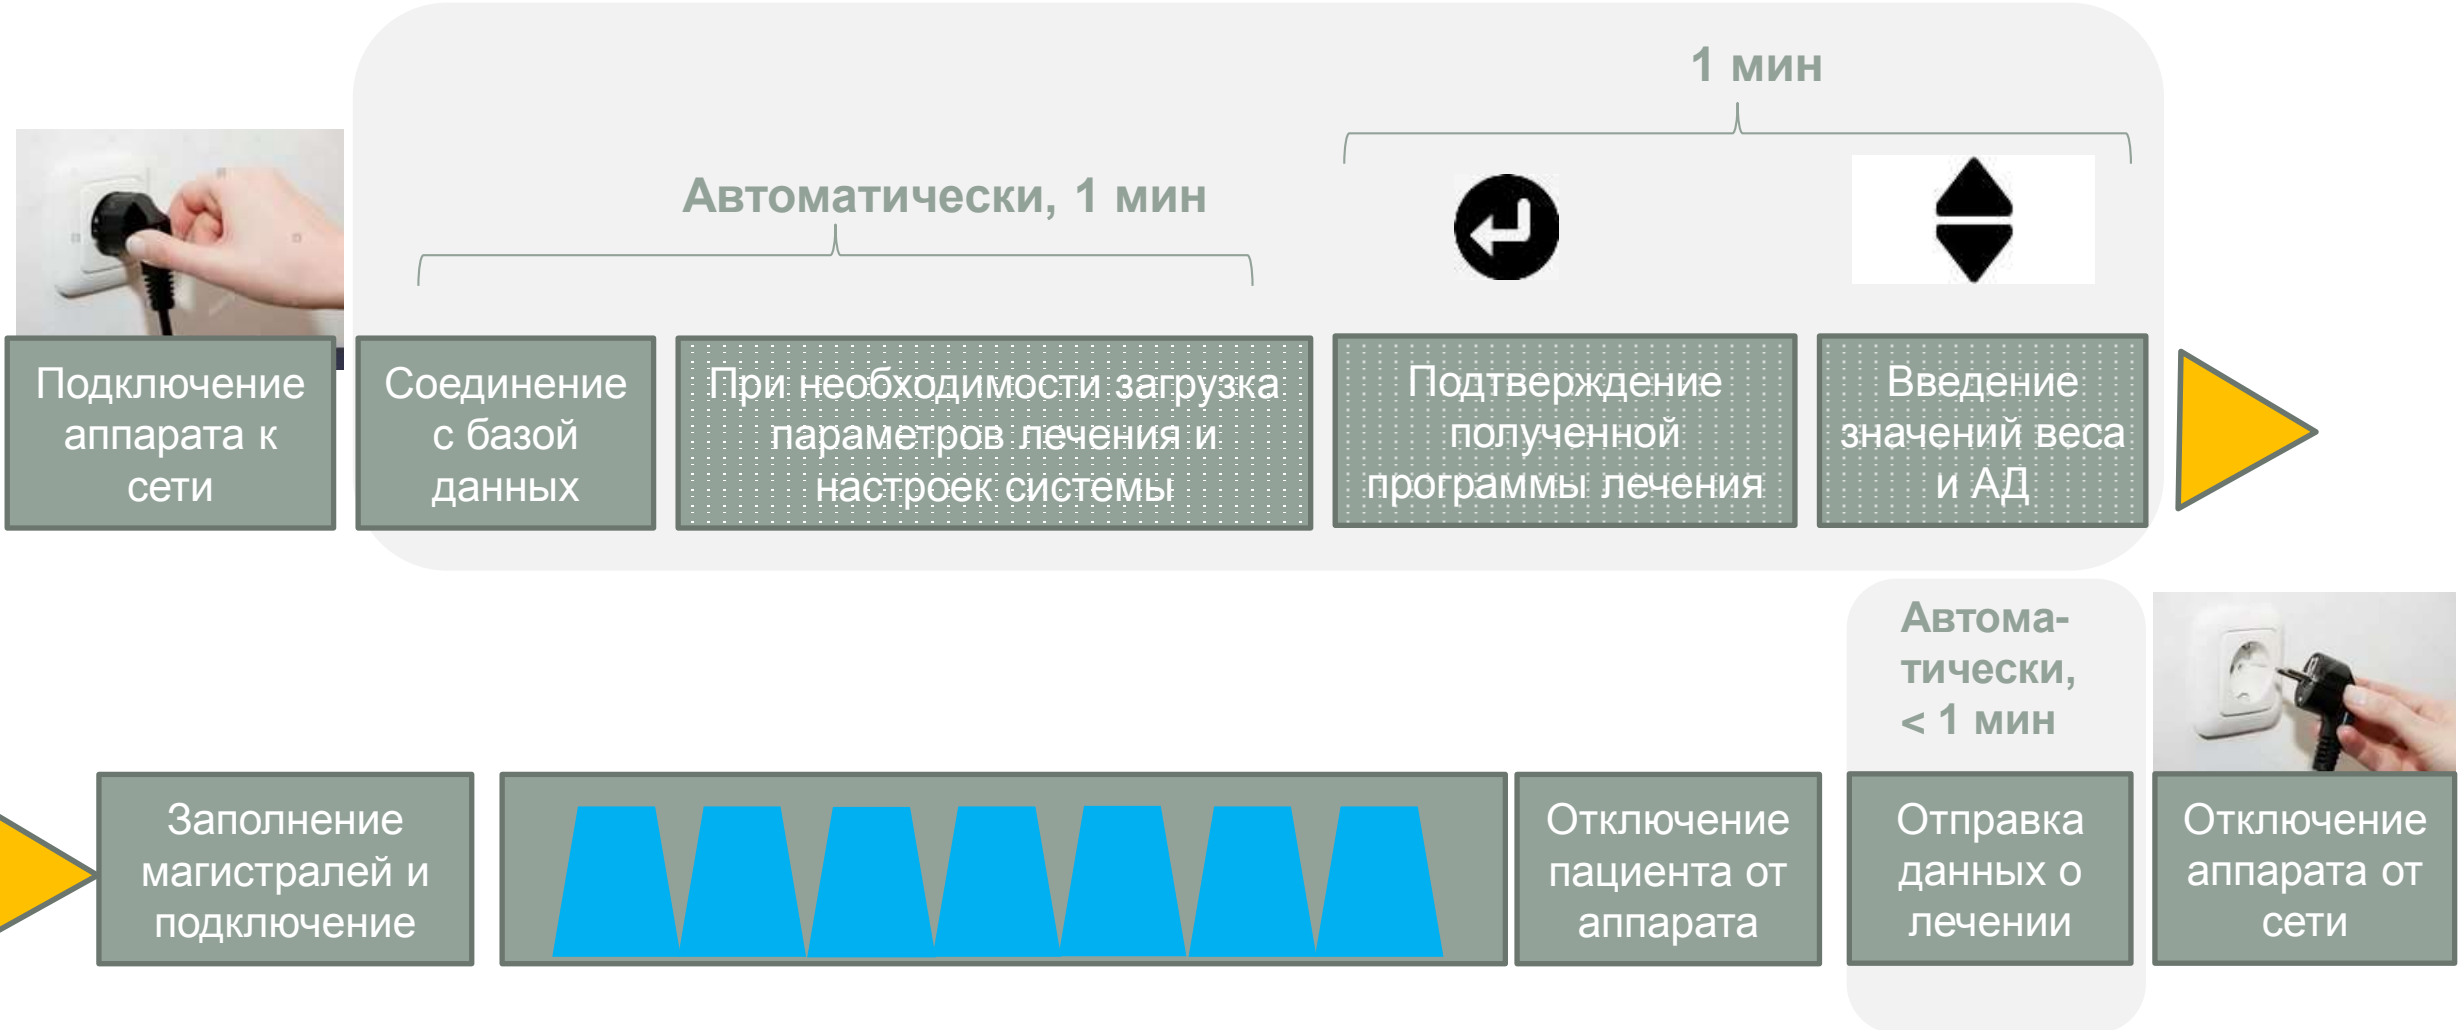 1 мин
Автоматически, 1 мин
Подключение
аппарата к
сети
Соединение
с базой
данных
При необходимости загрузка
параметров лечения и
настроек системы
Подтверждение
полученной
программы лечения
Введение
значений веса
и АД
Автома-
тически,
< 1 мин
Заполнение
магистралей и
подключение
Отключение
пациента от
аппарата
Отправка
данных о
лечении
Отключение
аппарата от
сети